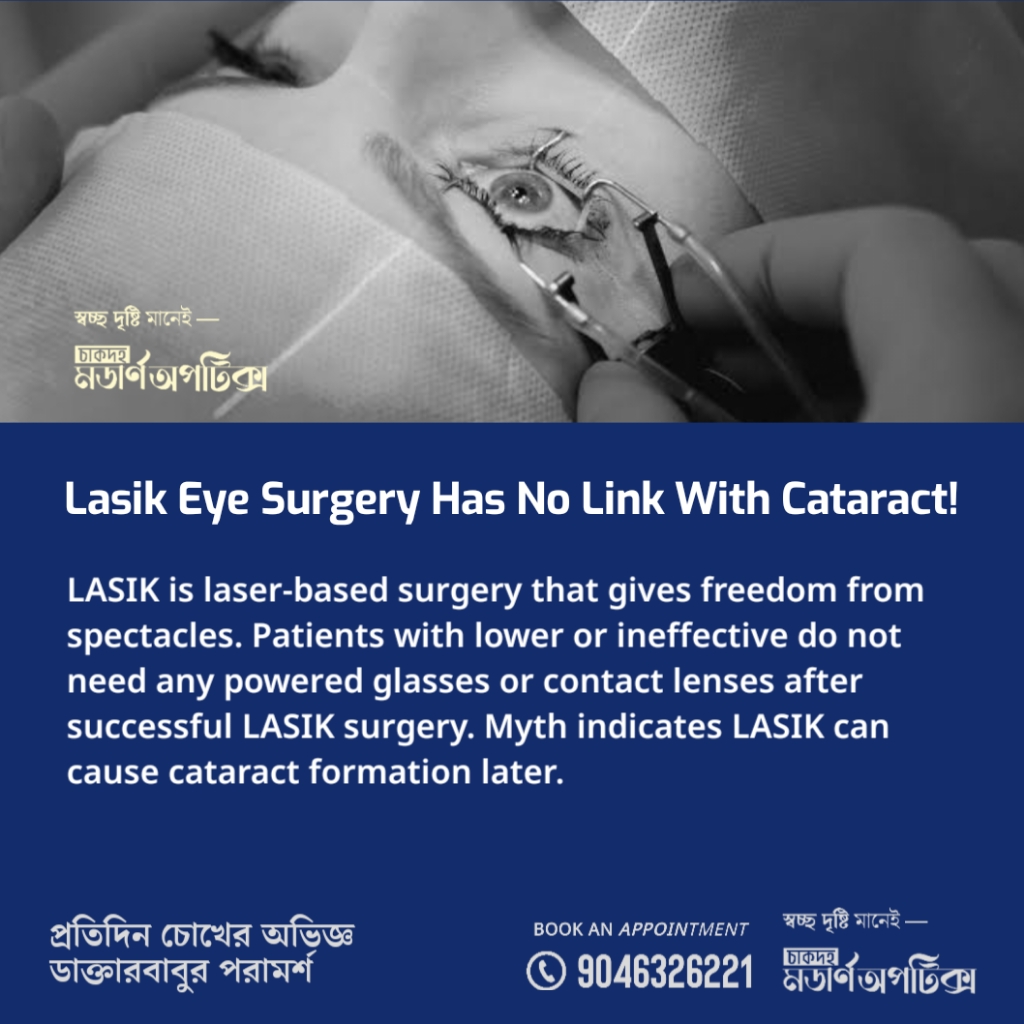 স্বচ্ছ দৃষ্টি মানেই —
চাকদহ
মডার্ণ অপটিক্স
Lasik Eye Surgery Has No Link With Cataract!
LASIK is laser-based surgery that gives freedom from
spectacles. Patients with lower or ineffective do not
need any powered glasses or contact lenses after
successful LASIK surgery. Myth indicates LASIK can
cause cataract formation later.
প্রতিদিন চোখের অভিজ্ঞ
ডাক্তারবাবুর পরামর্শ
BOOK AN APPOINTMENT
9046326221
স্বচ্ছ দৃষ্টি মানেই —
চাকদহ
মডার্ণ অপটিক্স